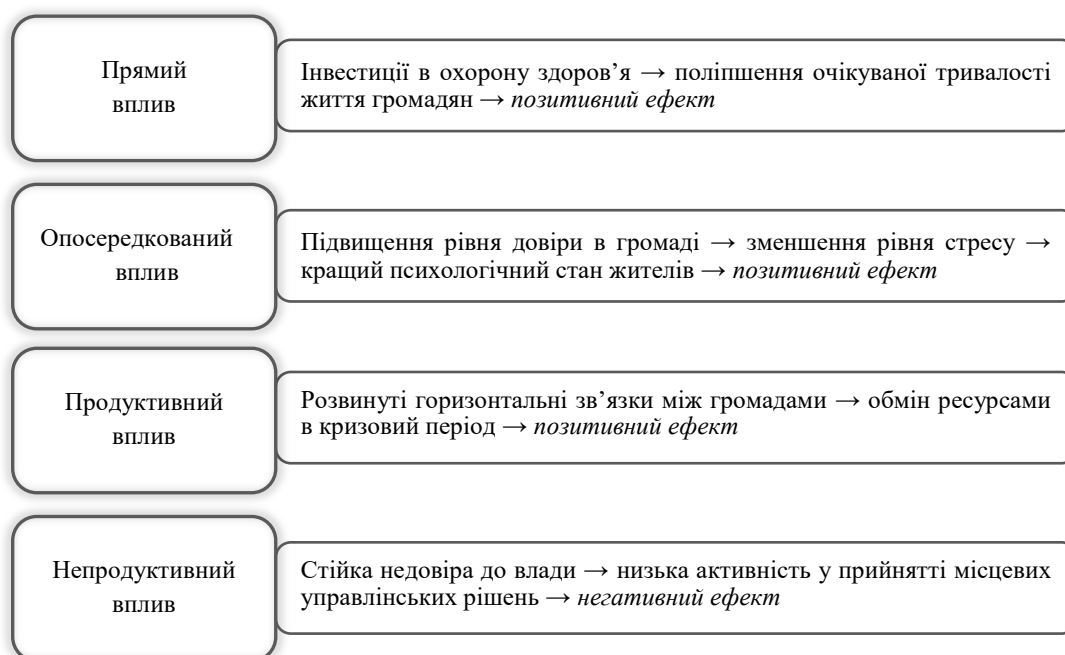 Прямий
вплив
Інвестиції в охорону здоров’я → поліпшення очікуваної тривалості
життя громадян → позитивний ефект
Опосередкований
вплив
Підвищення рівня довіри в громаді → зменшення рівня стресу →
кращий психологічний стан жителів → позитивний ефект
Продуктивний
вплив
Розвинуті горизонтальні зв’язки між громадами → обмін ресурсами
в кризовий період → позитивний ефект
Непродуктивний
вплив
Стійка недовіра до влади → низька активність у прийнятті місцевих
управлінських рішень → негативний ефект